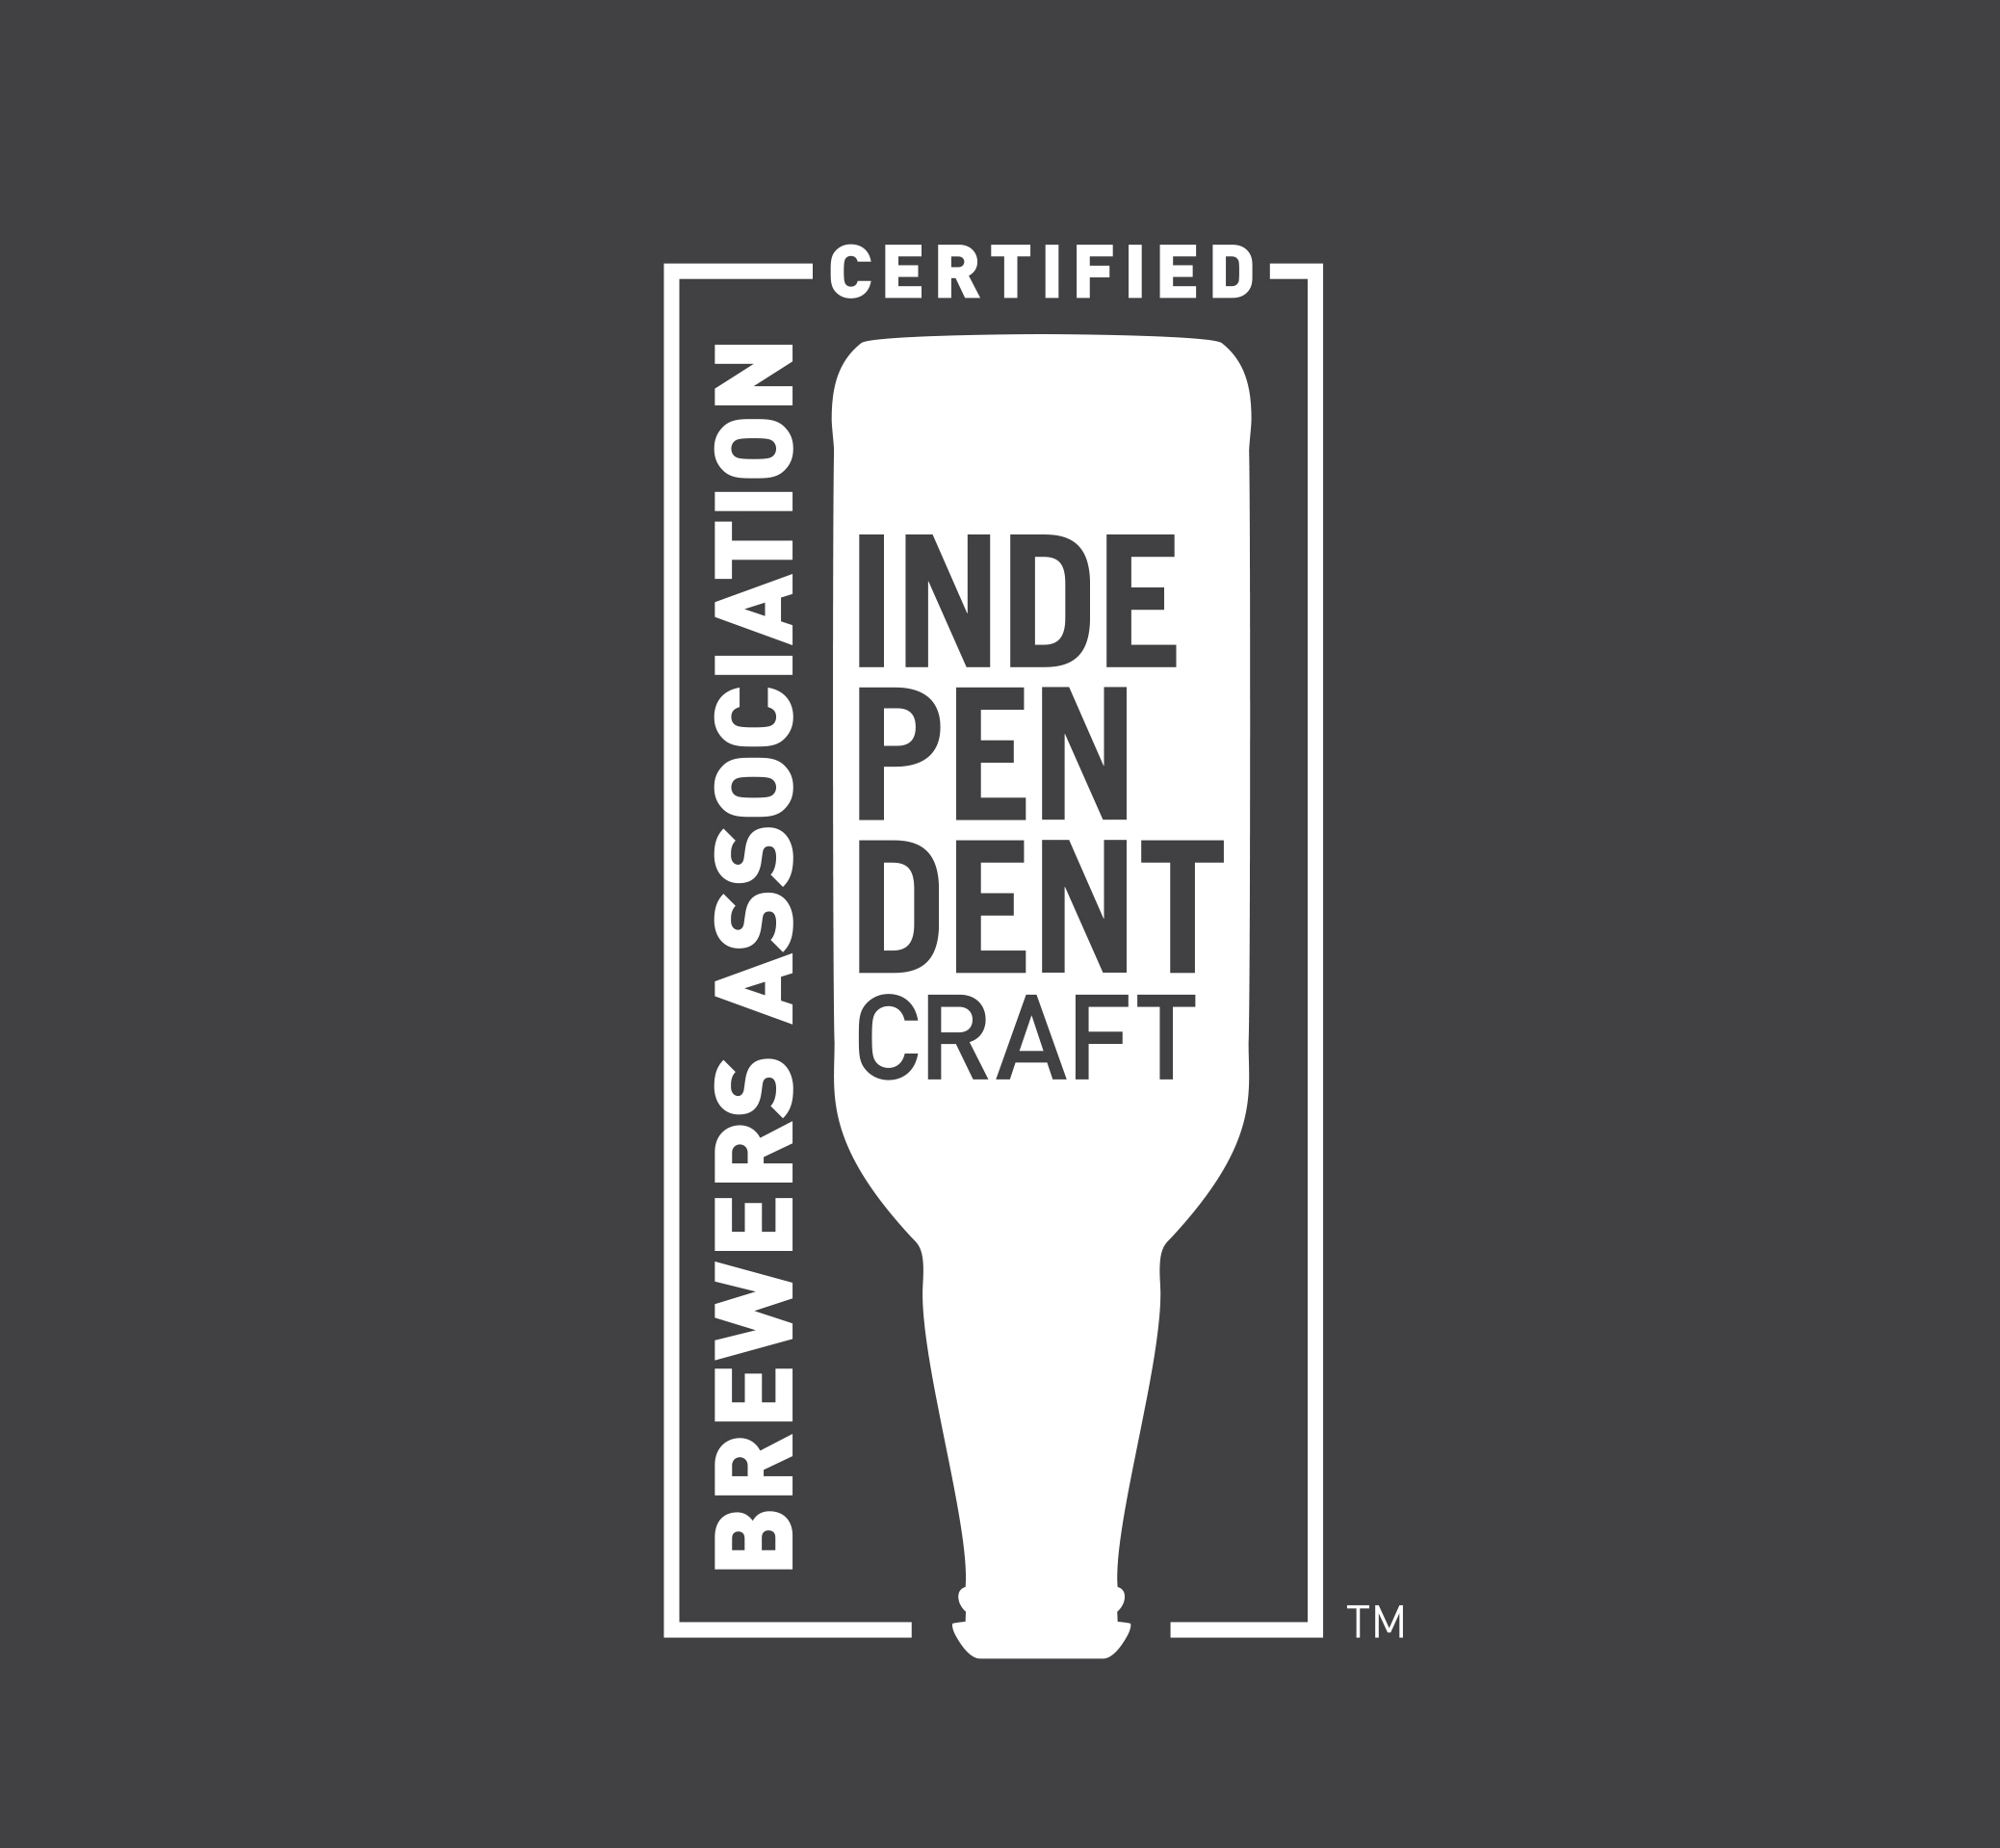 CERTIFIED
BREWERS ASSOCIATION
INDE
PEN
DENT
CRAFT
TM